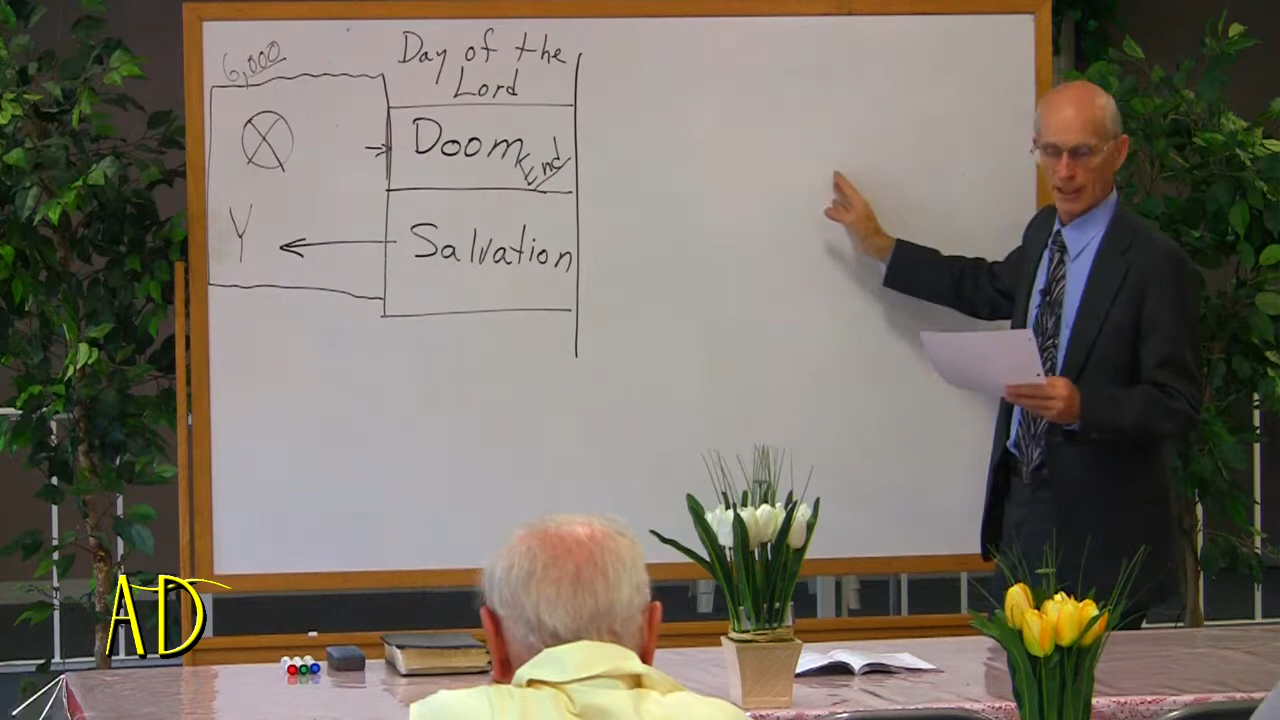 6,000
Day of the
Lord
Doom
End
Y
Salvation
AD